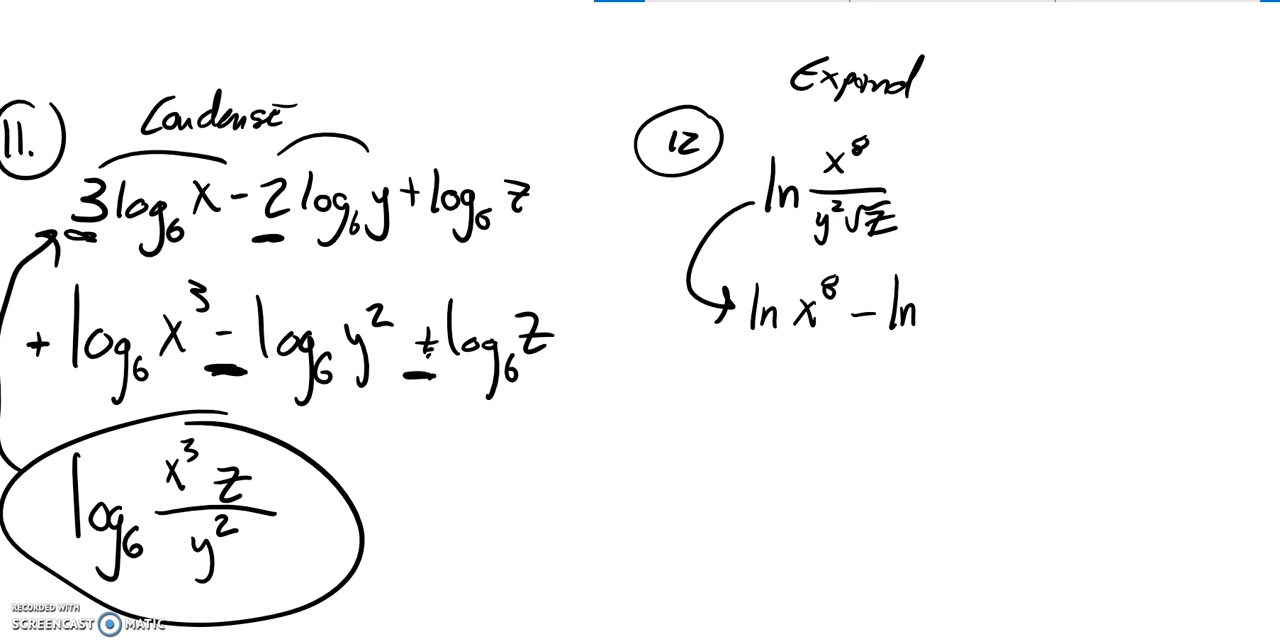 11.
Condense
3 log₆ x - 2 log₆ y + log₆ z
+ log₆ x³ - log₆ y² + log₆ z
log₆ x³ z / y²
Expand
12
ln x⁸ / y² √z
ln x⁸ - ln
RECORDED WITH
SCREENCAST MATIC